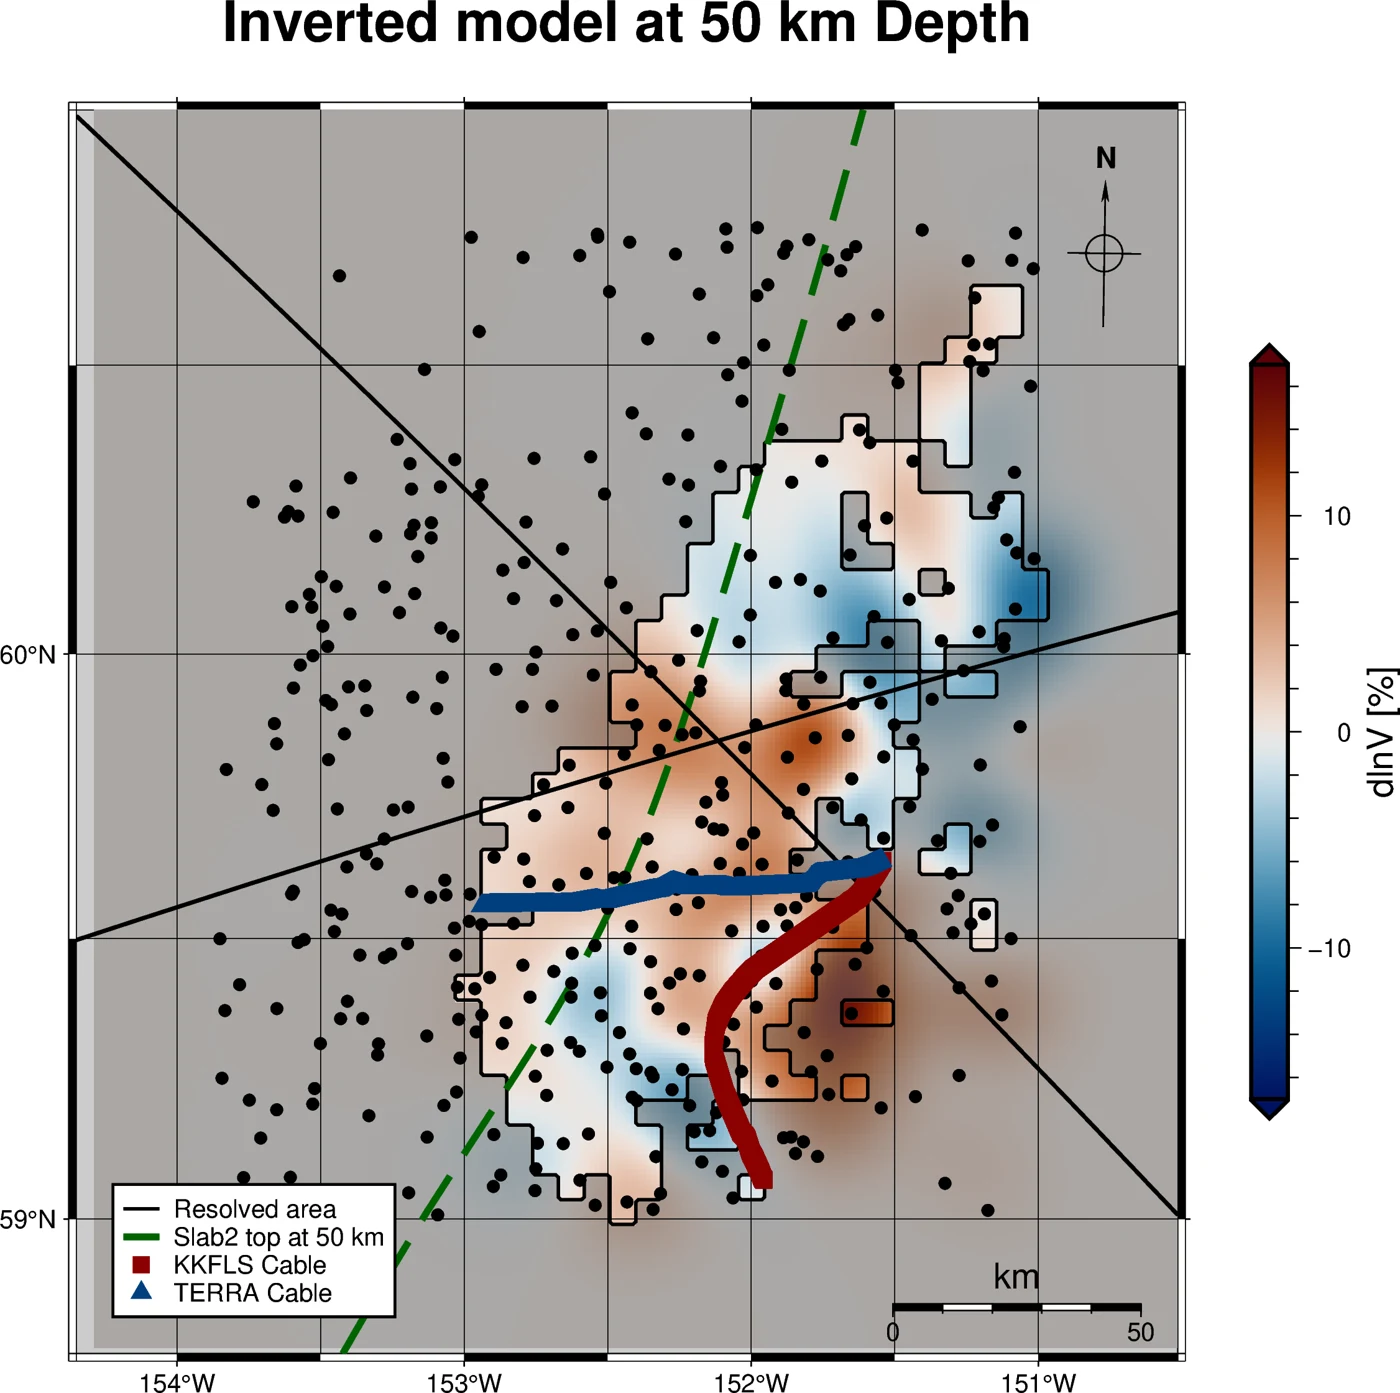 Inverted model at 50 km Depth
N
10
0
−10
dlnV [%]
60°N
59°N
Resolved area
Slab2 top at 50 km
KKFLS Cable
TERRA Cable
km
0 50
154°W 153°W 152°W 151°W